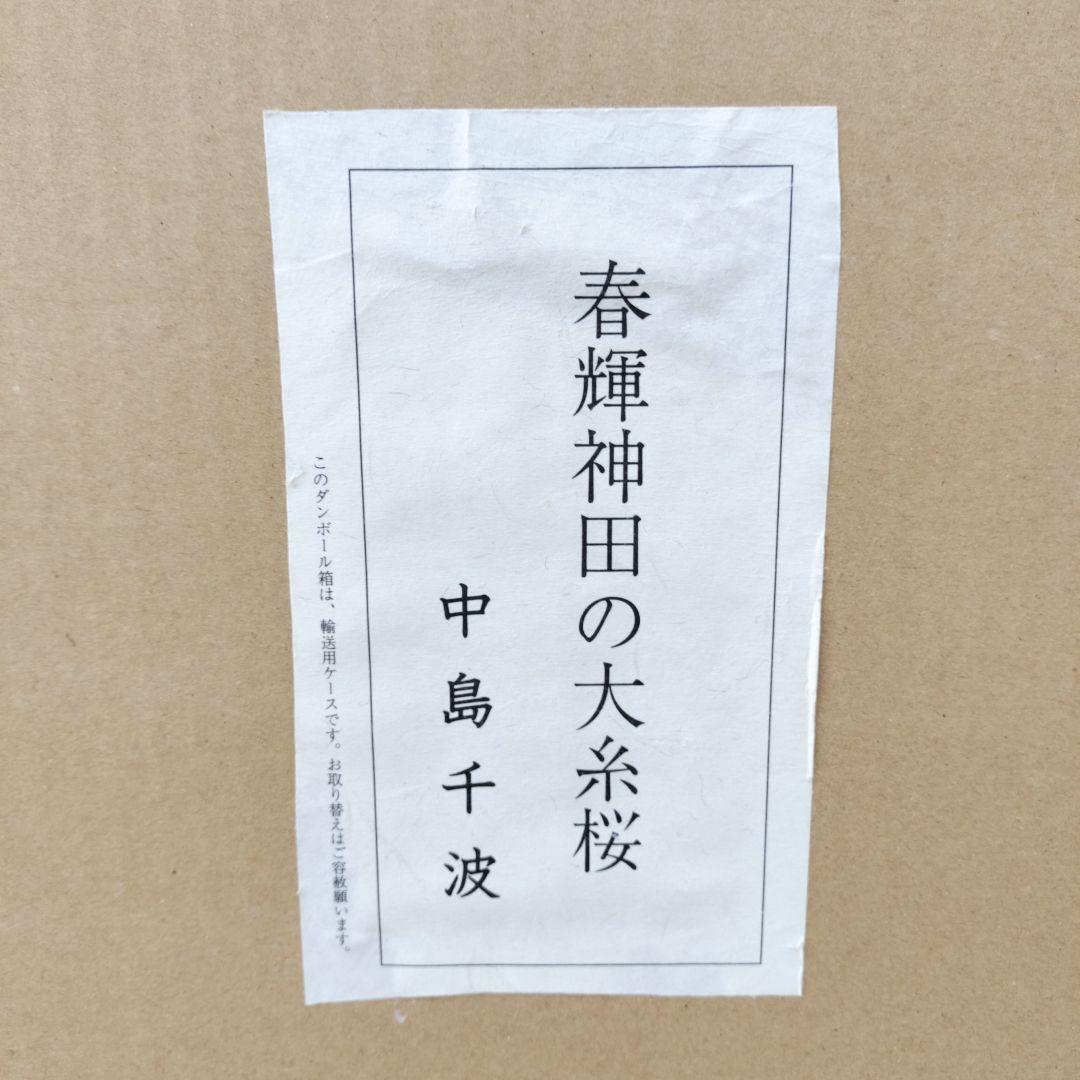 春輝神田の大糸桜
中島千波
このダンボール箱は、輸送用ケースです。お取り替えはご容赦願います。